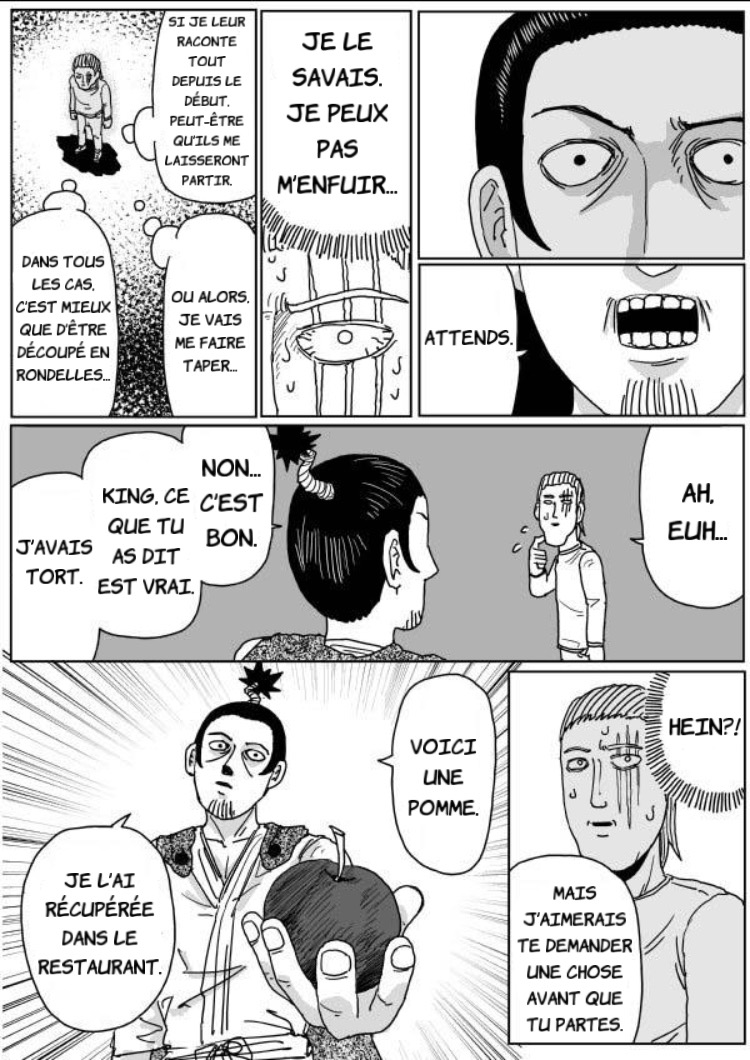 ATTENDS.
JE LE
SAVAIS.
JE PEUX
PAS
M'ENFUIR...
SI JE LEUR
RACONTE
TOUT
DEPUIS LE
DÉBUT,
PEUT-ÊTRE
QU'ILS ME
LAISSERONT
PARTIR.
OU ALORS,
JE VAIS
ME FAIRE
TAPER...
DANS TOUS
LES CAS,
C'EST MIEUX
QUE D'ÊTRE
DÉCOUPÉ EN
RONDELLES...
AH,
EUH...
NON...
C'EST
BON.
KING, CE
QUE TU
AS DIT
EST VRAI.
J'AVAIS
TORT.
HEIN?!
MAIS
J'AIMERAIS
TE DEMANDER
UNE CHOSE
AVANT QUE
TU PARTES.
VOICI
UNE
POMME.
JE L'AI
RÉCUPÉRÉE
DANS LE
RESTAURANT.